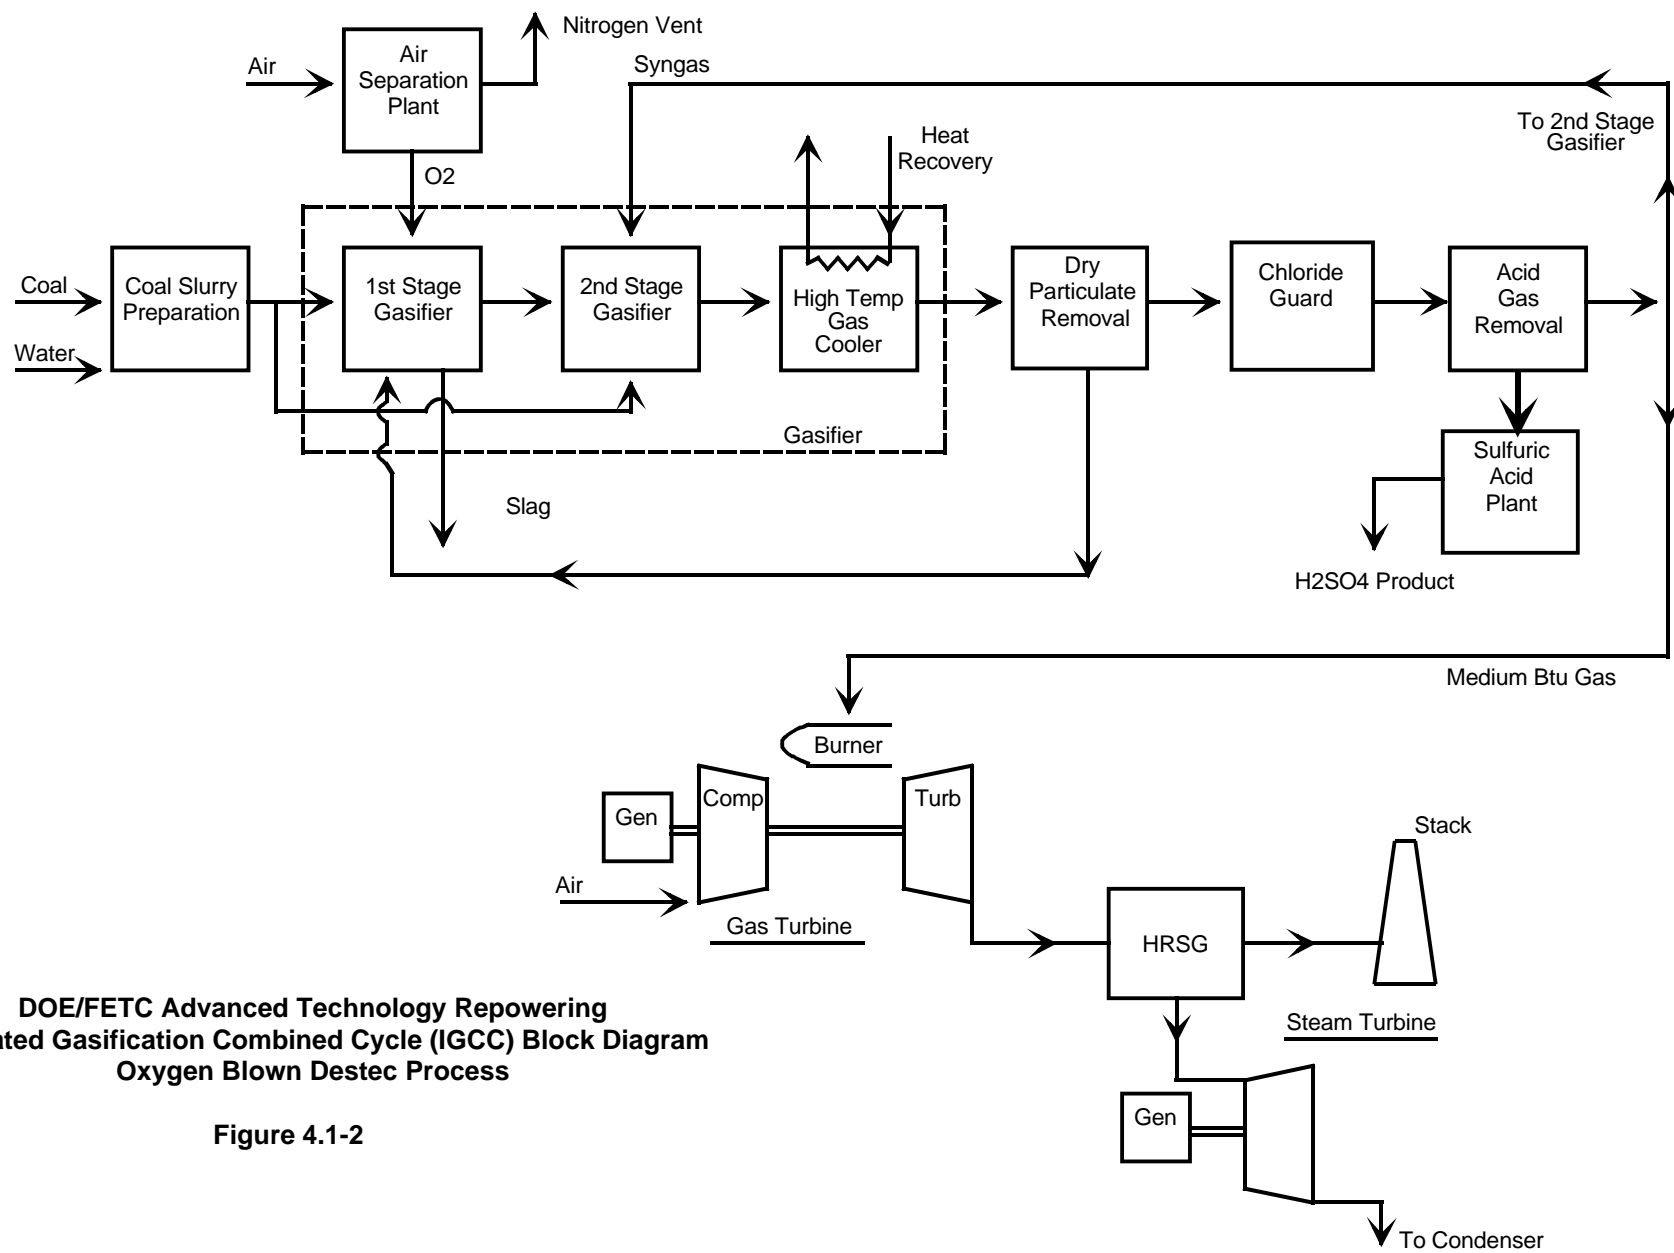 Nitrogen Vent
Air
Air
Separation
Plant
Syngas
To 2nd Stage
Gasifier
Heat
Recovery
O2
Coal
Water
Coal Slurry
Preparation
1st Stage
Gasifier
2nd Stage
Gasifier
High Temp
Gas
Cooler
Dry
Particulate
Removal
Chloride
Guard
Acid
Gas
Removal
Gasifier
Slag
Sulfuric
Acid
Plant
H2SO4 Product
Medium Btu Gas
Burner
Gen
Comp
Turb
Air
Gas Turbine
Stack
HRSG
Steam Turbine
Gen
To Condenser
DOE/FETC Advanced Technology Repowering
ated Gasification Combined Cycle (IGCC) Block Diagram
Oxygen Blown Destec Process
Figure 4.1-2